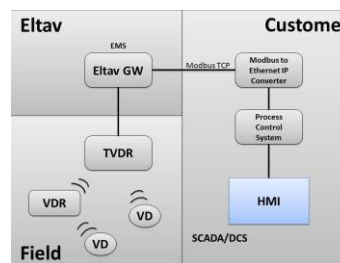 Eltav
Custome
EMS
Eltav GW
Modbus TCP
Modbus to
Ethernet IP
Converter
TVDR
Process
Control
System
VDR
VD
VD
HMI
SCADA/DCS
Field